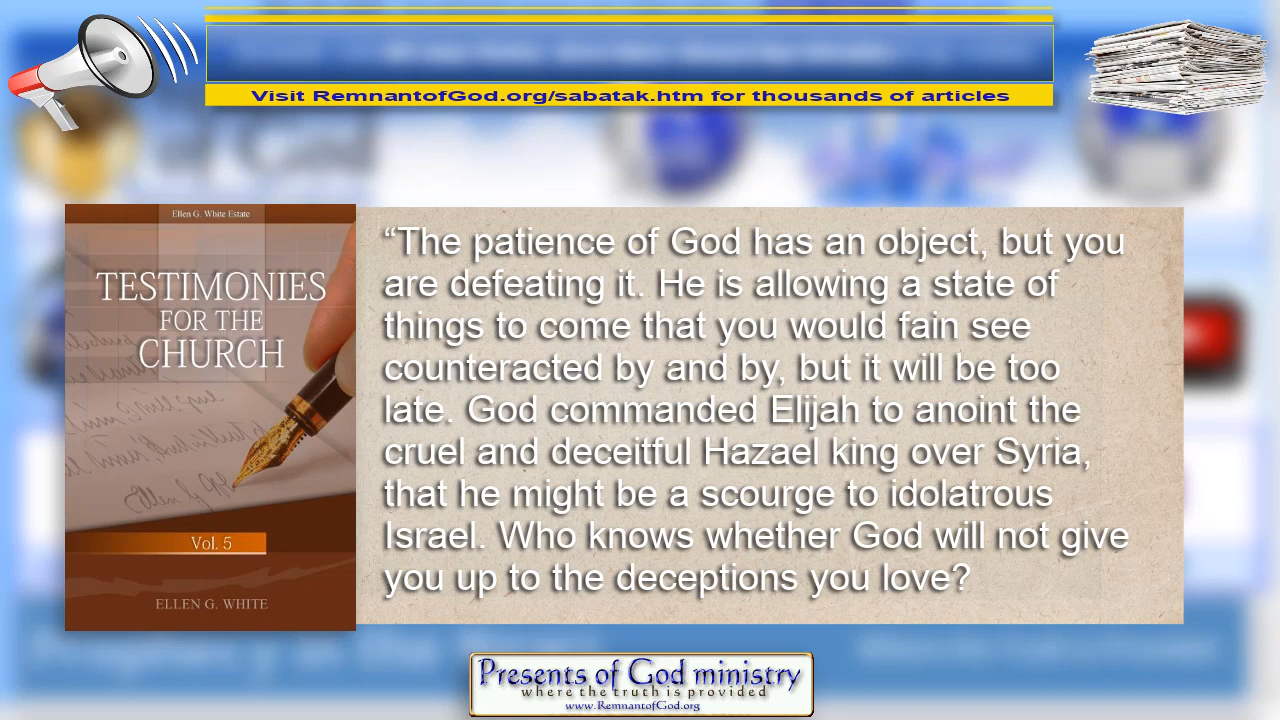 Visit RemnantofGod.org/sabatak.htm for thousands of articles
Ellen G. White Estate
TESTIMONIES
FOR THE
CHURCH
Vol. 5
ELLEN G. WHITE
“The patience of God has an object, but you
are defeating it. He is allowing a state of
things to come that you would fain see
counteracted by and by, but it will be too
late. God commanded Elijah to anoint the
cruel and deceitful Hazael king over Syria,
that he might be a scourge to idolatrous
Israel. Who knows whether God will not give
you up to the deceptions you love?
Presents of God ministry
where the truth is provided
www.RemnantofGod.org